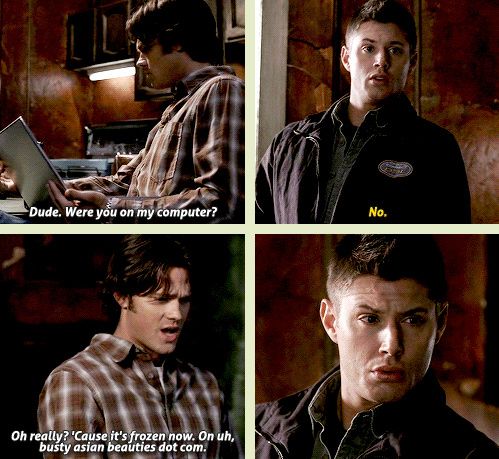 Dude. Were you on my computer?
No.
Oh really? 'Cause it's frozen now. On uh,
busty asian beauties dot com.